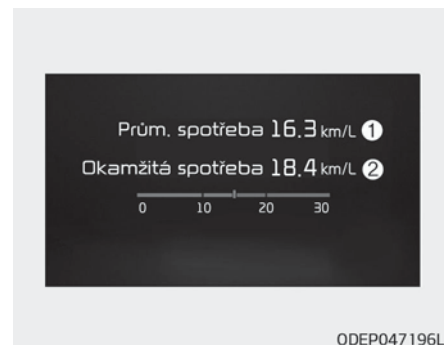 Prům. spotřeba 16.3 km/L 1
Okamžitá spotřeba 18.4 km/L 2
0 10 20 30
ODEP047196L